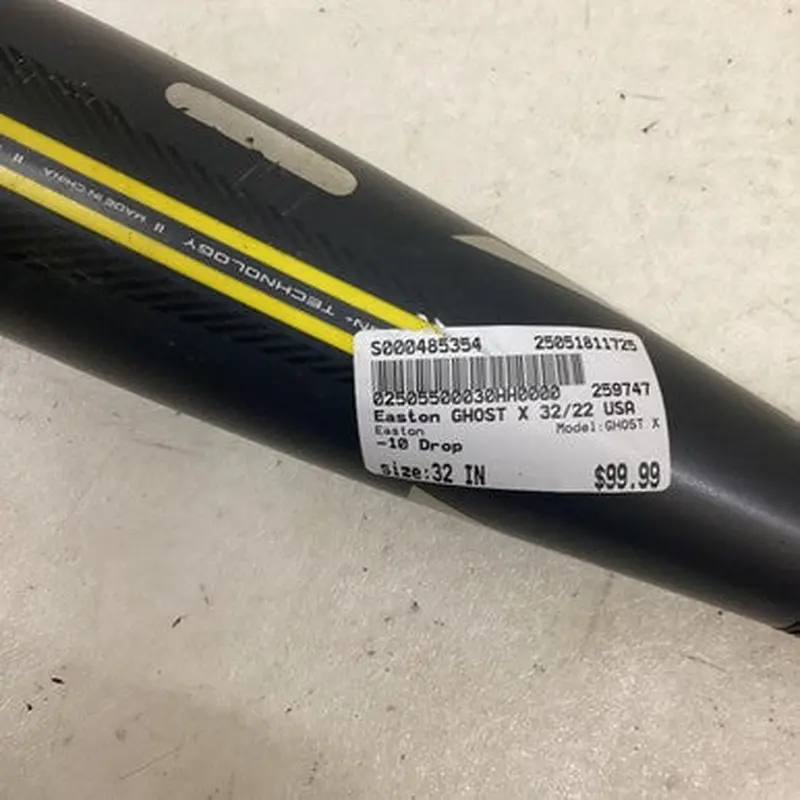 S000485354 25051811725
02505500030HH0000 259747
Easton GHOST X 32/22 USA
Easton Model:GHOST X
-10 Drop
size:32 IN $99.99
TECHNOLOGY || MADE IN CHINA ||